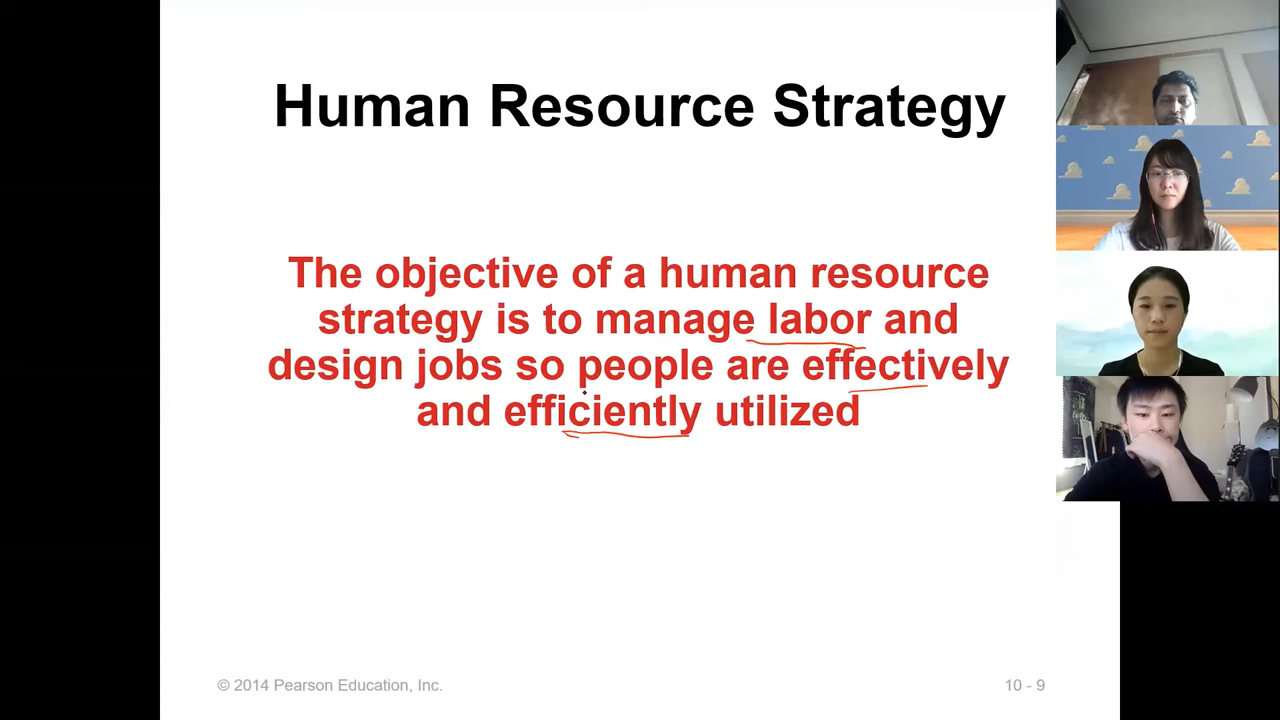 Human Resource Strategy
The objective of a human resource
strategy is to manage labor and
design jobs so people are effectively
and efficiently utilized
© 2014 Pearson Education, Inc.
10 - 9